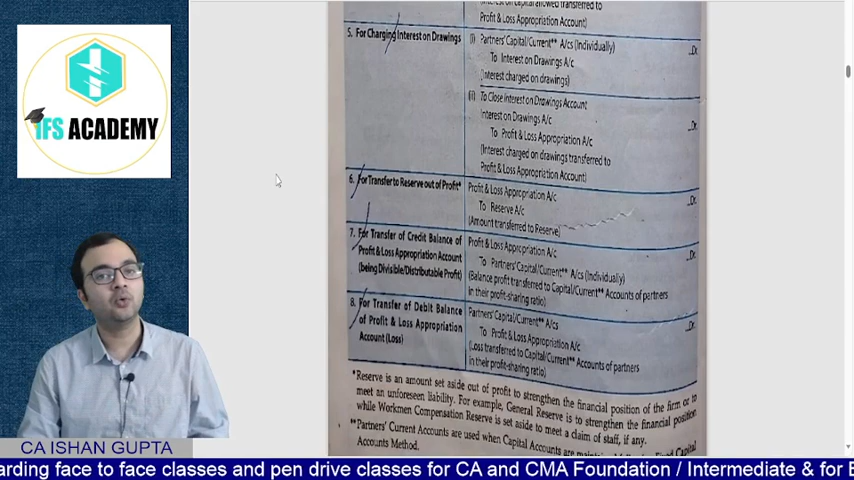 (Interest on capital allowed transferred to
Profit & Loss Appropriation Account)
5. For Charging Interest on Drawings
(i) Partners' Capital/Current** A/cs (Individually) ...Dr.
To Interest on Drawings A/c
(Interest charged on drawings)
(ii) To Close Interest on Drawings Account
Interest on Drawings A/c ...Dr.
To Profit & Loss Appropriation A/c
(Interest charged on drawings transferred to
Profit & Loss Appropriation Account)
6. For Transfer to Reserve out of Profit*
Profit & Loss Appropriation A/c ...Dr.
To Reserve A/c
(Amount transferred to Reserve)
7. For Transfer of Credit Balance of
Profit & Loss Appropriation Account
(being Divisible/Distributable Profit)
Profit & Loss Appropriation A/c ...Dr.
To Partners' Capital/Current** A/cs (Individually)
(Balance profit transferred to Capital/Current** Accounts of partners
in their profit-sharing ratio)
8. For Transfer of Debit Balance
of Profit & Loss Appropriation
Account (Loss)
Partners' Capital/Current** A/cs ...Dr.
To Profit & Loss Appropriation A/c
(Loss transferred to Capital/Current** Accounts of partners
in their profit-sharing ratio)
*Reserve is an amount set aside out of profit to strengthen the financial position of the firm or to
meet an unforeseen liability. For example, General Reserve is to strengthen the financial position
while Workmen Compensation Reserve is set aside to meet a claim of staff, if any.
**Partners' Current Accounts are used when Capital Accounts are Fixed Capital
Accounts Method.
iFS ACADEMY
CA ISHAN GUPTA
arding face to face classes and pen drive classes for CA and CMA Foundation / Intermediate & for